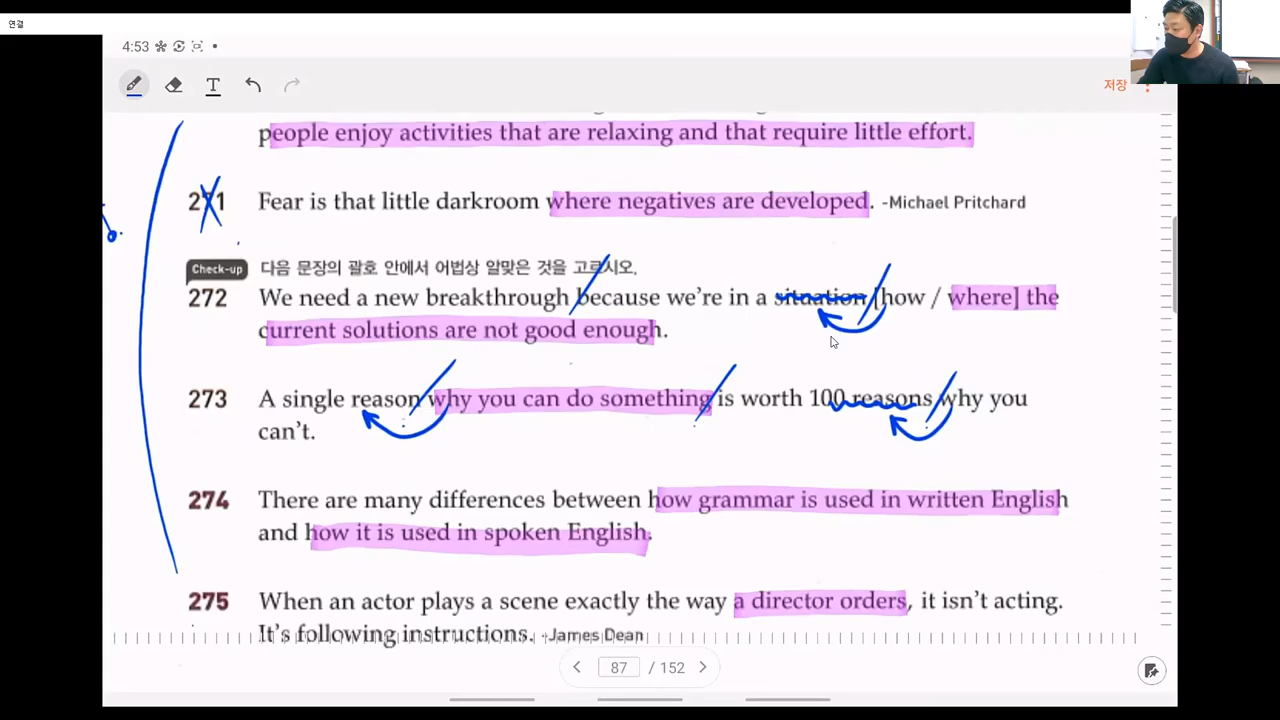 연결
4:53
T
저장
people enjoy activities that are relaxing and that require little effort.
271 Fear is that little darkroom where negatives are developed. -Michael Pritchard
Check-up 다음 문장의 괄호 안에서 어법상 알맞은 것을 고르시오.
272 We need a new breakthrough because we're in a situation [how / where] the
current solutions are not good enough.
273 A single reason why you can do something is worth 100 reasons why you
can't.
274 There are many differences between how grammar is used in written English
and how it is used in spoken English.
275 When an actor plays a scene exactly the way a director orders, it isn't acting.
It's following instructions. -James Dean
87 / 152